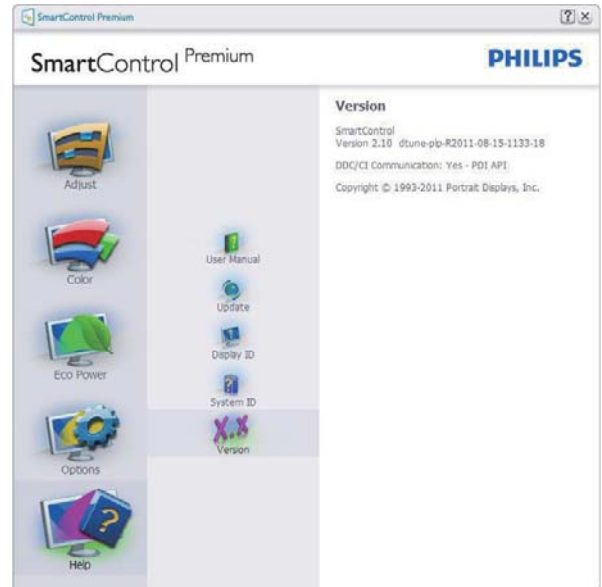 SmartControl Premium
SmartControl Premium
PHILIPS
Adjust
Color
Eco Power
Options
Help
User Manual
Update
Display ID
System ID
X.X
Version
Version
SmartControl
Version 2.10 dtune-plp-R2011-08-15-1133-18
DDC/CI Communication: Yes - PDI API
Copyright © 1993-2011 Portrait Displays, Inc.